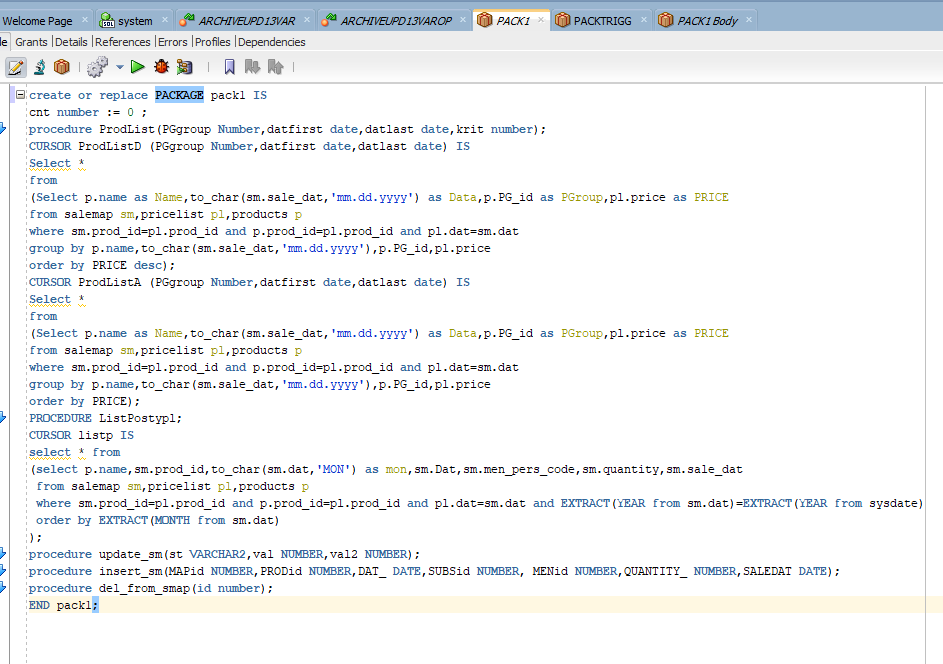 Welcome Page system ARCHIVEUPD13VAR ARCHIVEUPD13VAROP PACK1 PACKTRIGG PACK1 Body
Grants Details References Errors Profiles Dependencies
create or replace PACKAGE pack1 IS
cnt number := 0 ;
procedure ProdList(PGgroup Number,datfirst date,datlast date,krit number);
CURSOR ProdListD (PGgroup Number,datfirst date,datlast date) IS
Select *
from
(Select p.name as Name,to_char(sm.sale_dat,'mm.dd.yyyy') as Data,p.PG_id as PGroup,pl.price as PRICE
from salemap sm,pricelist pl,products p
where sm.prod_id=pl.prod_id and p.prod_id=pl.prod_id and pl.dat=sm.dat
group by p.name,to_char(sm.sale_dat,'mm.dd.yyyy'),p.PG_id,pl.price
order by PRICE desc);
CURSOR ProdListA (PGgroup Number,datfirst date,datlast date) IS
Select *
from
(Select p.name as Name,to_char(sm.sale_dat,'mm.dd.yyyy') as Data,p.PG_id as PGroup,pl.price as PRICE
from salemap sm,pricelist pl,products p
where sm.prod_id=pl.prod_id and p.prod_id=pl.prod_id and pl.dat=sm.dat
group by p.name,to_char(sm.sale_dat,'mm.dd.yyyy'),p.PG_id,pl.price
order by PRICE);
PROCEDURE ListPostypl;
CURSOR listp IS
select * from
(select p.name,sm.prod_id,to_char(sm.dat,'MON') as mon,sm.Dat,sm.men_pers_code,sm.quantity,sm.sale_dat
from salemap sm,pricelist pl,products p
where sm.prod_id=pl.prod_id and p.prod_id=pl.prod_id and pl.dat=sm.dat and EXTRACT(YEAR from sm.dat)=EXTRACT(YEAR from sysdate)
order by EXTRACT(MONTH from sm.dat)
);
procedure update_sm(st VARCHAR2,val NUMBER,val2 NUMBER);
procedure insert_sm(MAPid NUMBER,PRODid NUMBER,DAT_ DATE,SUBSid NUMBER, MENid NUMBER,QUANTITY_ NUMBER,SALEDAT DATE);
procedure del_from_smap(id number);
END pack1;